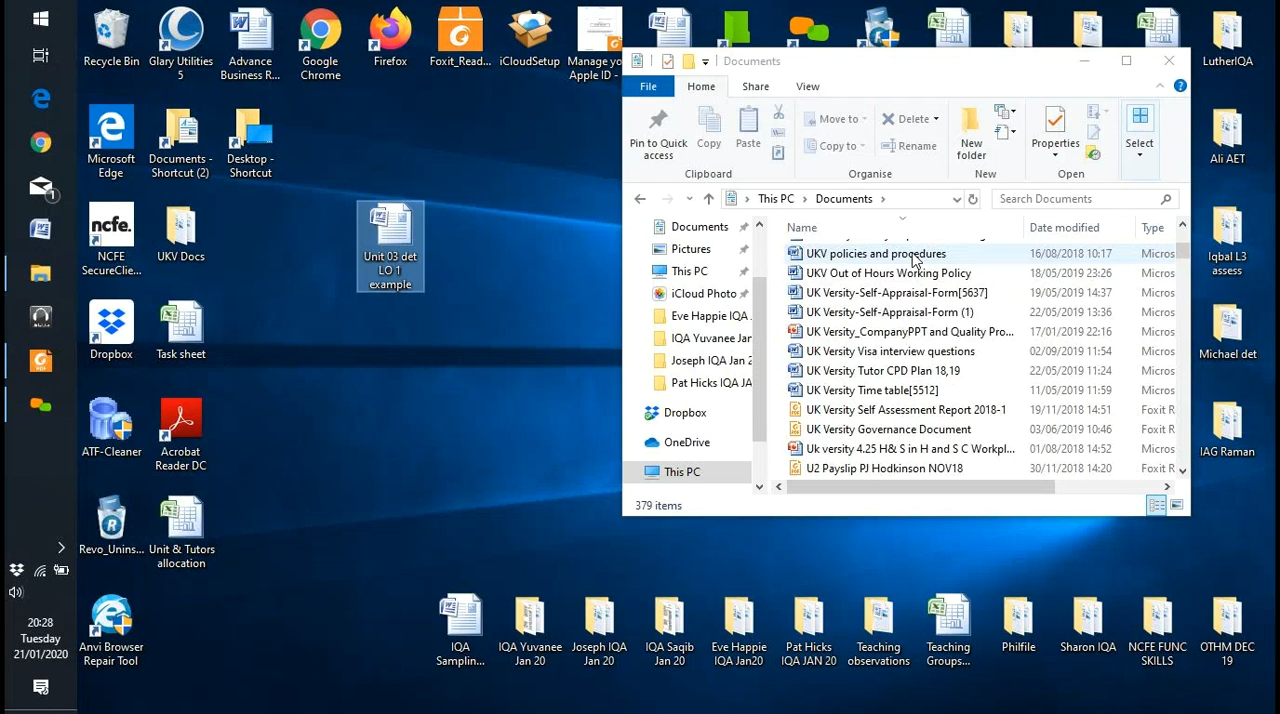 Recycle Bin
Glary Utilities
5
Advance
Business R...
Google
Chrome
Firefox
Foxit_Read...
iCloudSetup
Manage yo
Apple ID -
LutherIQA
Documents
File
Home
Share
View
Pin to Quick
access
Copy
Paste
Move to
Copy to
Delete
Rename
New
folder
Properties
Select
Clipboard
Organise
New
Open
This PC
Documents
Search Documents
Documents
Pictures
This PC
iCloud Photo
Eve Happie IQA
IQA Yuvanee Jan
Joseph IQA Jan 2
Pat Hicks IQA JA
Dropbox
OneDrive
This PC
Name
Date modified
Type
UKV policies and procedures 16/08/2018 10:17 Micros
UKV Out of Hours Working Policy 18/05/2019 23:26 Micros
UK Versity-Self-Appraisal-Form[5637] 19/05/2019 14:37 Micros
UK Versity-Self-Appraisal-Form (1) 22/05/2019 13:36 Micros
UK Versity_CompanyPPT and Quality Pro... 17/01/2019 22:16 Micros
UK Versity Visa interview questions 02/09/2019 11:54 Micros
UK Versity Tutor CPD Plan 18,19 22/05/2019 11:24 Micros
UK Versity Time table[5512] 11/05/2019 11:59 Micros
UK Versity Self Assessment Report 2018-1 19/11/2018 14:51 Foxit R
UK Versity Governance Document 03/06/2019 10:46 Foxit R
Uk versity 4.25 H& S in H and S C Workpl... 01/08/2018 14:52 Micros
U2 Payslip PJ Hodkinson NOV18 30/11/2018 14:20 Foxit R
379 items
Microsoft
Edge
Documents -
Shortcut (2)
Desktop -
Shortcut
Ali AET
1
ncfe.
NCFE
SecureClie...
UKV Docs
Unit 03 det
LO 1
example
Iqbal L3
assess
Dropbox
Task sheet
Michael det
ATF-Cleaner
Acrobat
Reader DC
IAG Raman
Revo_Unins...
Unit & Tutors
allocation
20:28
Tuesday
21/01/2020
Anvi Browser
Repair Tool
IQA
Samplin...
IQA Yuvanee
Jan 20
Joseph IQA
Jan 20
IQA Saqib
Jan 20
Eve Happie
IQA Jan20
Pat Hicks
IQA JAN 20
Teaching
observations
Teaching
Groups...
Philfile
Sharon IQA
NCFE FUNC
SKILLS
OTHM DEC
19